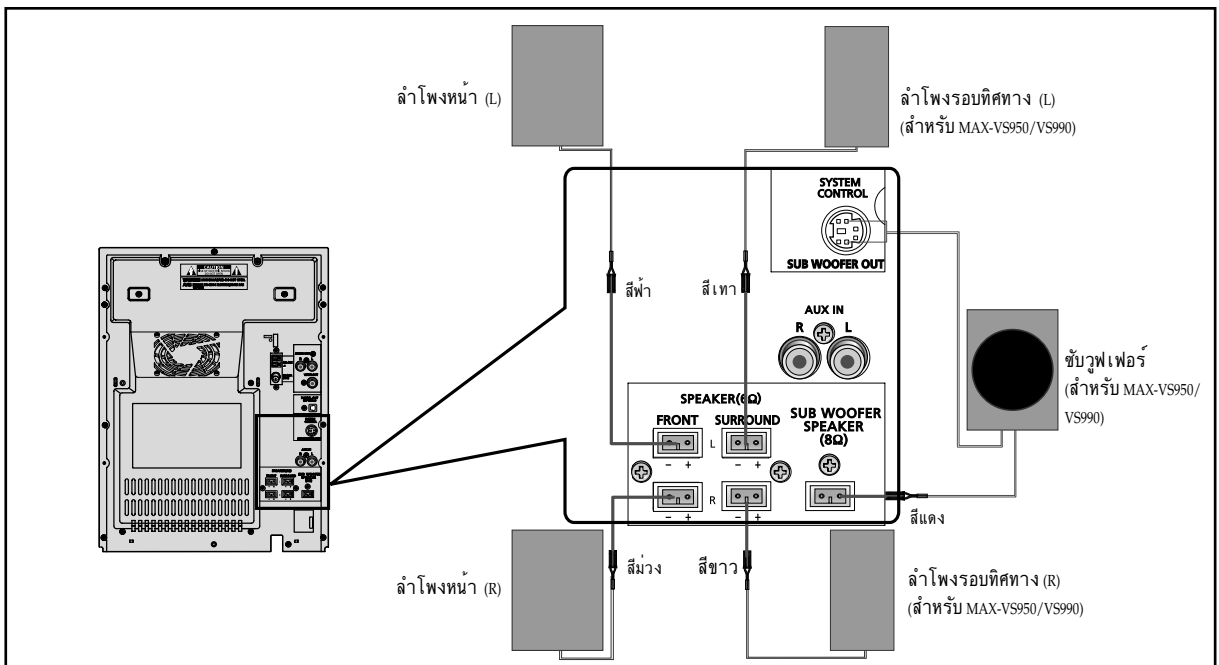 ลำโพงหน้า (L)
ลำโพงรอบทิศทาง (L)
(สำหรับ MAX-VS950/VS990)
SYSTEM
CONTROL
SUB WOOFER OUT
สีฟ้า
สีเทา
AUX IN
R L
ซับวูฟเฟอร์
(สำหรับ MAX-VS950/
VS990)
SPEAKER(6Ω)
FRONT SURROUND
SUB WOOFER
SPEAKER
(8Ω)
L
− + − +
R
− + − +
สีแดง
สีม่วง
สีขาว
ลำโพงหน้า (R)
ลำโพงรอบทิศทาง (R)
(สำหรับ MAX-VS950/VS990)